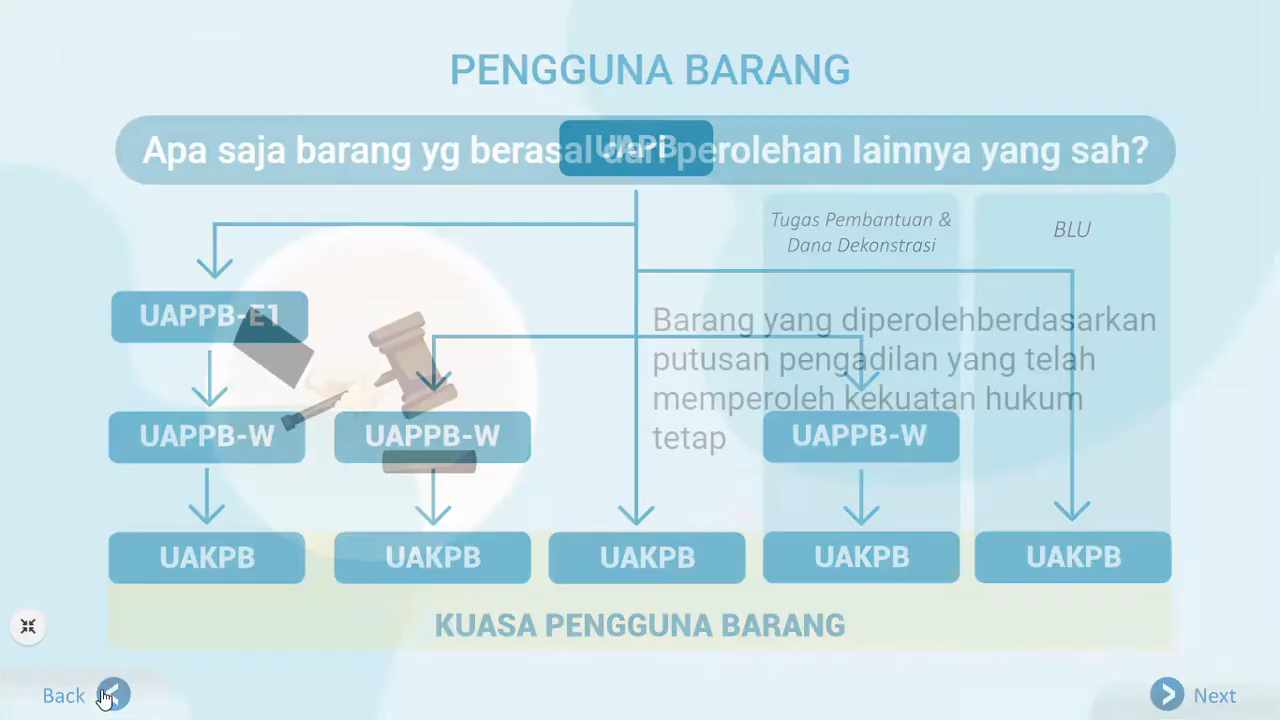 PENGGUNA BARANG
Apa saja barang yg berasal dari perolehan lainnya yang sah?
UAPB
Tugas Pembantuan &
Dana Dekonstrasi
BLU
UAPPB-E1
Barang yang diperolehberdasarkan
putusan pengadilan yang telah
memperoleh kekuatan hukum
tetap
UAPPB-W
UAPPB-W
UAPPB-W
UAKPB
UAKPB
UAKPB
UAKPB
UAKPB
KUASA PENGGUNA BARANG
Back
Next